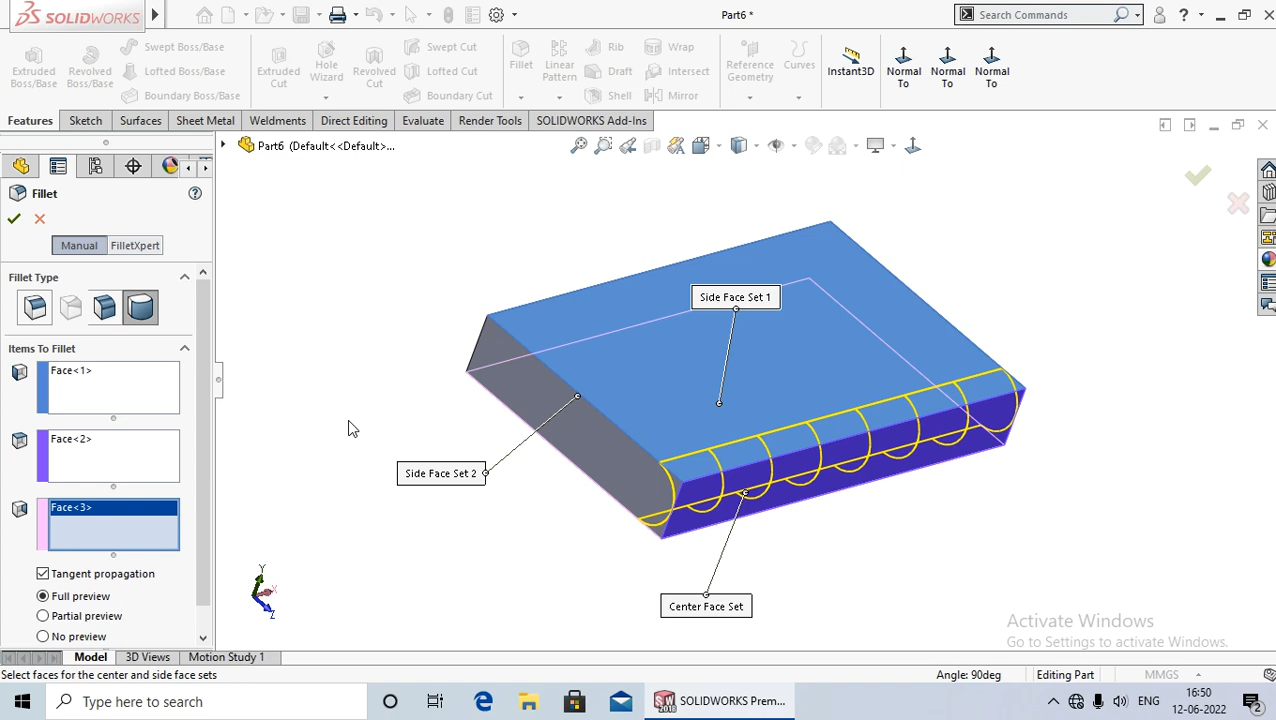 SOLIDWORKS
Part6 *
Search Commands
Extruded Boss/Base
Revolved Boss/Base
Swept Boss/Base
Lofted Boss/Base
Boundary Boss/Base
Extruded Cut
Hole Wizard
Revolved Cut
Swept Cut
Lofted Cut
Boundary Cut
Fillet
Linear Pattern
Rib
Draft
Shell
Wrap
Intersect
Mirror
Reference Geometry
Curves
Instant3D
Normal To
Normal To
Normal To
Features
Sketch
Surfaces
Sheet Metal
Weldments
Direct Editing
Evaluate
Render Tools
SOLIDWORKS Add-Ins
Part6 (Default<<Default>...
Fillet
Manual
FilletXpert
Fillet Type
Items To Fillet
Face<1>
Face<2>
Face<3>
Tangent propagation
Full preview
Partial preview
No preview
Side Face Set 1
Side Face Set 2
Center Face Set
Y
X
Z
Activate Windows
Go to Settings to activate Windows.
Model
3D Views
Motion Study 1
Select faces for the center and side face sets
Angle: 90deg
Editing Part
MMGS
Type here to search
SOLIDWORKS Prem...
ENG
16:50
12-06-2022
2